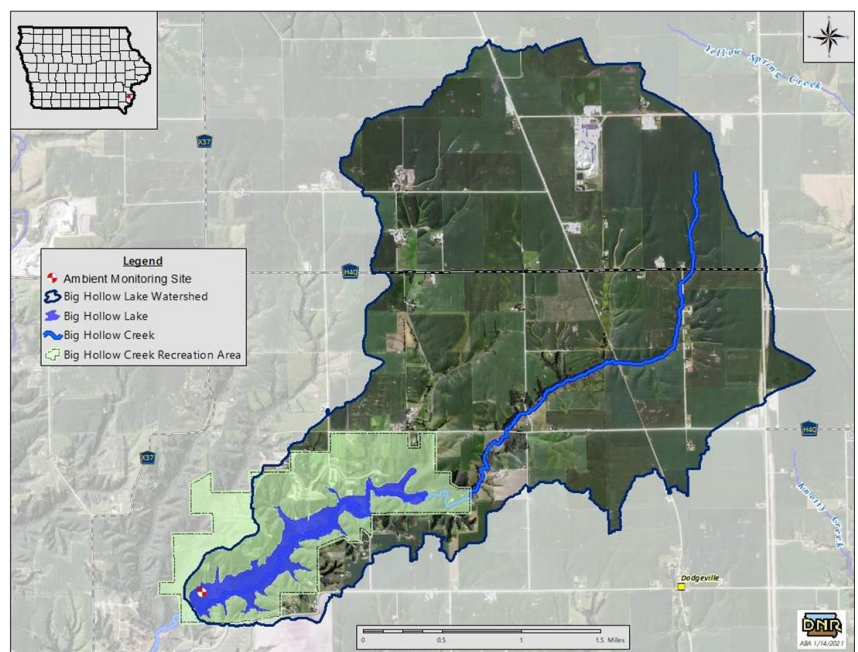 Yellow Spring Creek
X37
H40
Legend
Ambient Monitoring Site
Big Hollow Lake Watershed
Big Hollow Lake
Big Hollow Creek
Big Hollow Creek Recreation Area
H40
X37
Knotty Creek
Dodgeville
0 0.5 1 1.5 Miles
DNR
ABA 1/14/2021